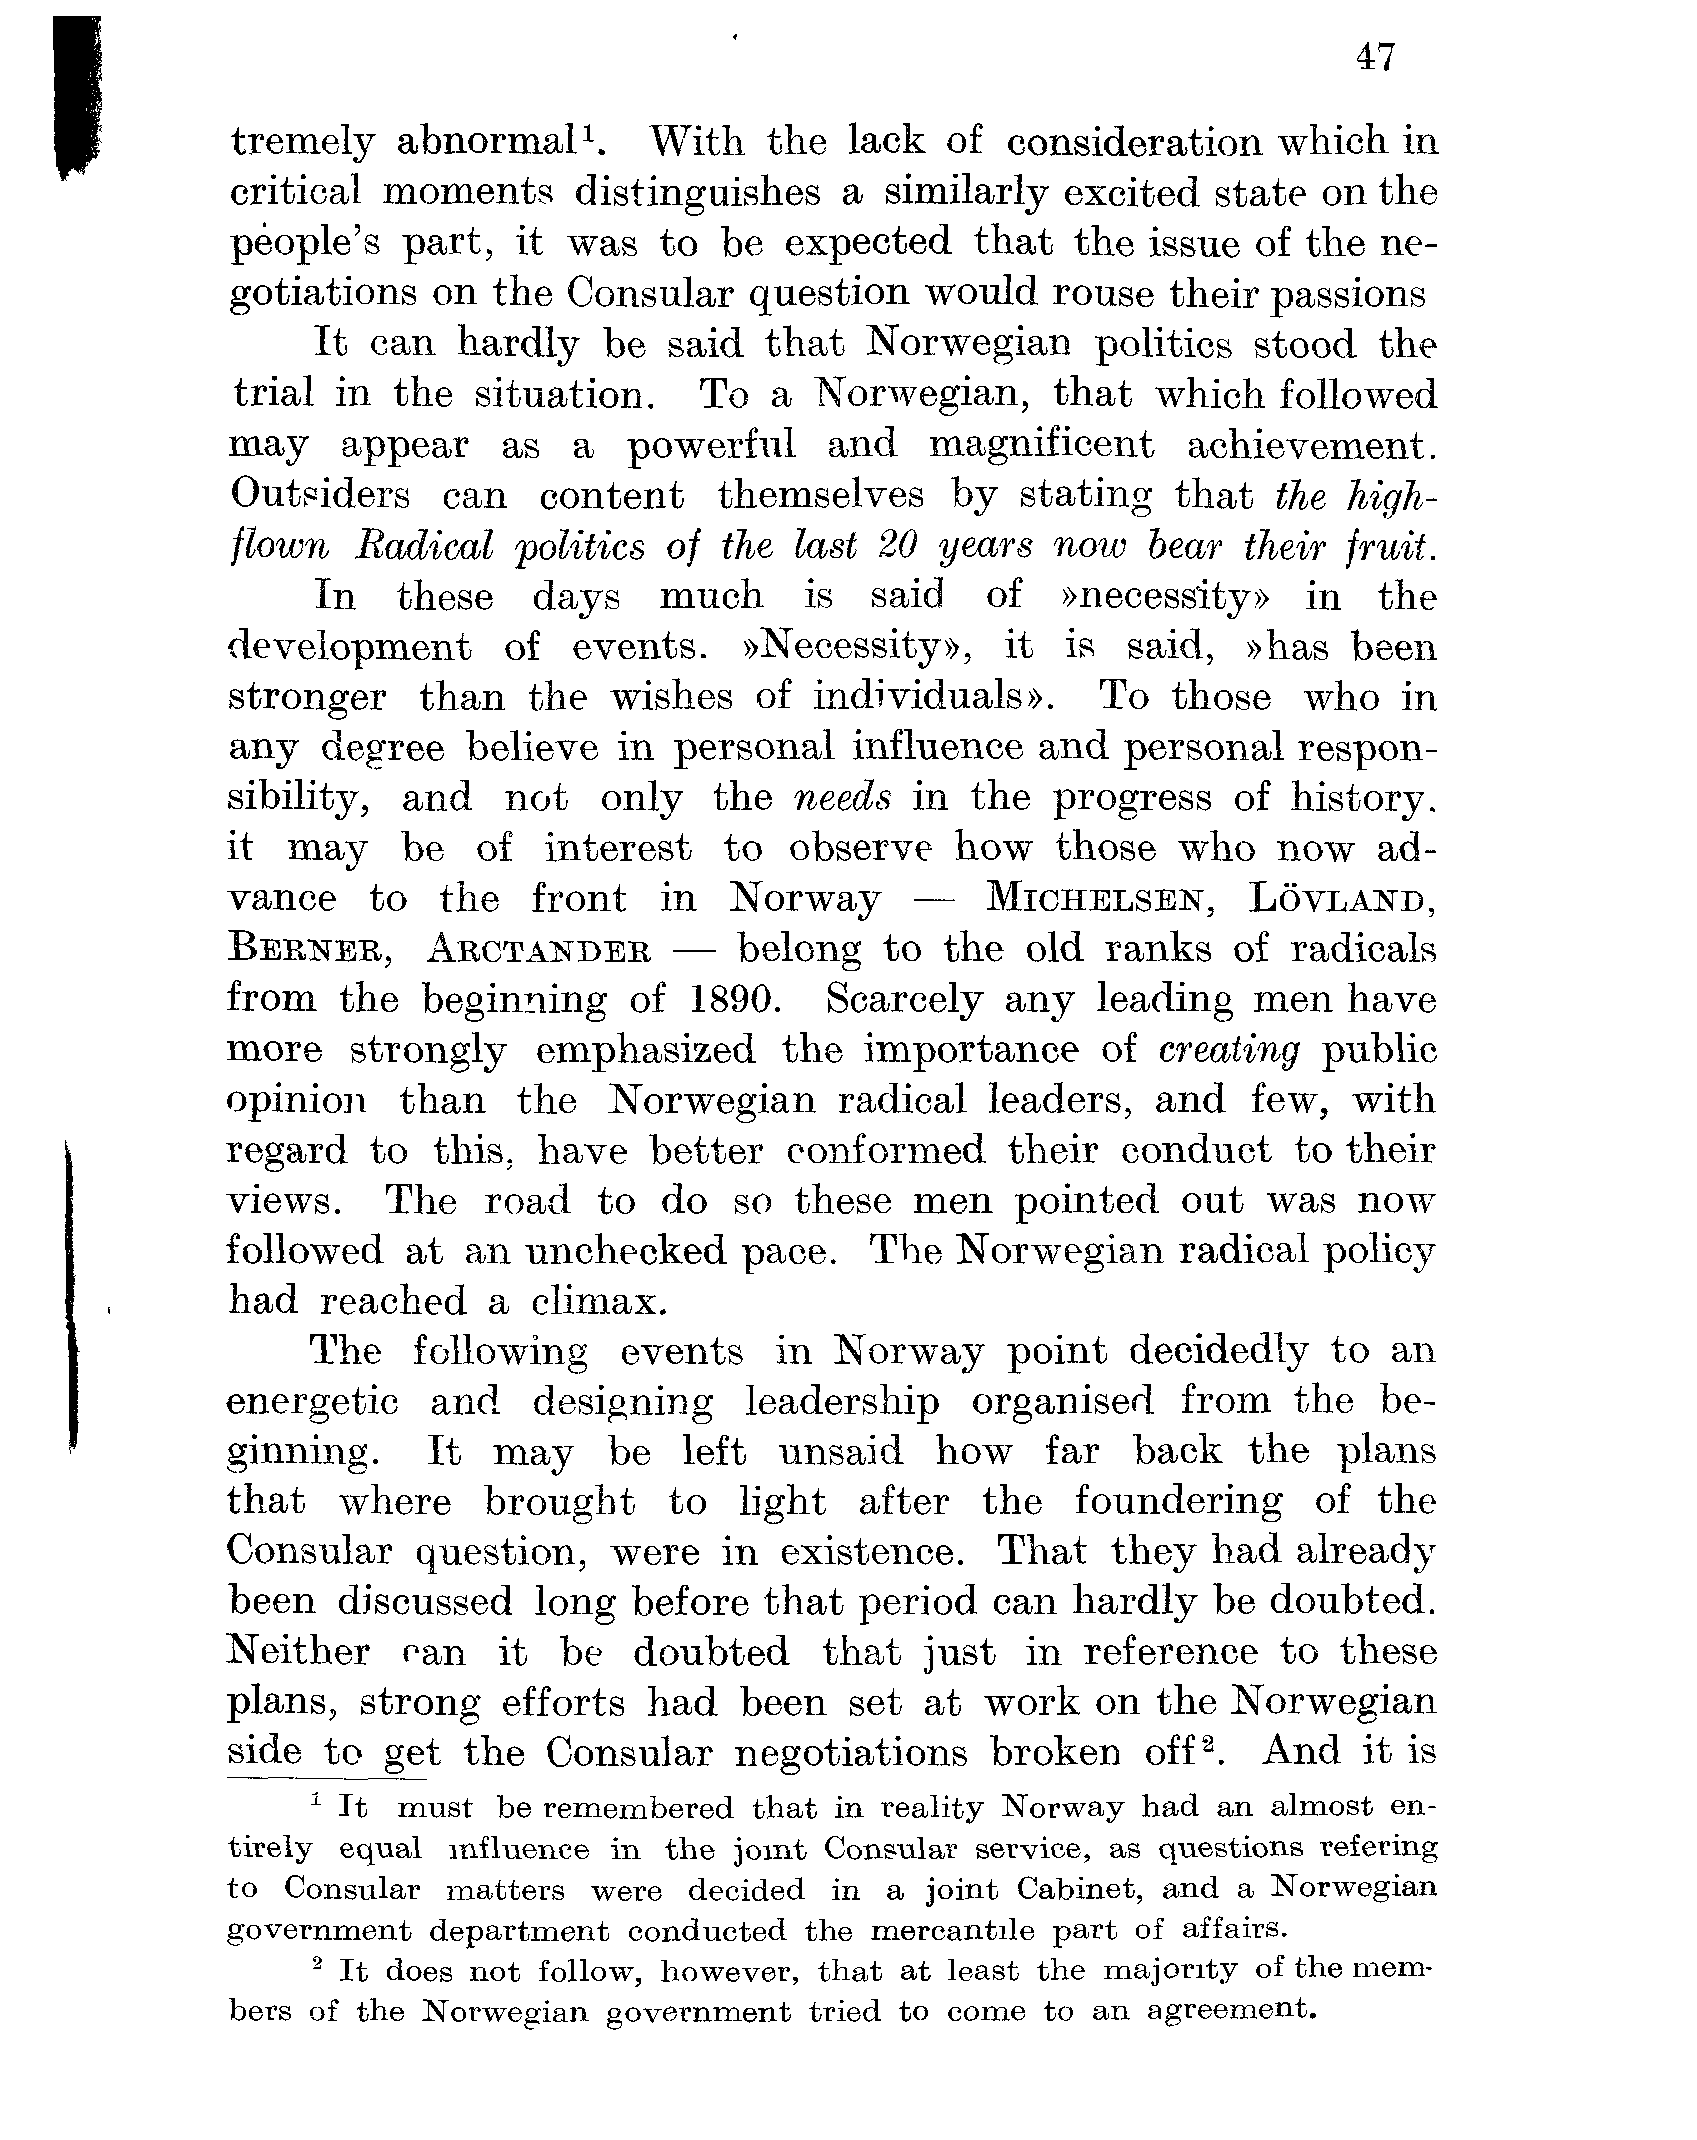 47
tremely abnormal¹. With the lack of consideration which in
critical moments distinguishes a similarly excited state on the
people's part, it was to be expected that the issue of the ne-
gotiations on the Consular question would rouse their passions
It can hardly be said that Norwegian politics stood the
trial in the situation. To a Norwegian, that which followed
may appear as a powerful and magnificent achievement.
Outsiders can content themselves by stating that the high-
flown Radical politics of the last 20 years now bear their fruit.
In these days much is said of »necessity» in the
development of events. »Necessity», it is said, »has been
stronger than the wishes of individuals». To those who in
any degree believe in personal influence and personal respon-
sibility, and not only the needs in the progress of history.
it may be of interest to observe how those who now ad-
vance to the front in Norway — MICHELSEN, LÖVLAND,
BERNER, ARCTANDER — belong to the old ranks of radicals
from the beginning of 1890. Scarcely any leading men have
more strongly emphasized the importance of creating public
opinion than the Norwegian radical leaders, and few, with
regard to this, have better conformed their conduct to their
views. The road to do so these men pointed out was now
followed at an unchecked pace. The Norwegian radical policy
had reached a climax.
The following events in Norway point decidedly to an
energetic and designing leadership organised from the be-
ginning. It may be left unsaid how far back the plans
that where brought to light after the foundering of the
Consular question, were in existence. That they had already
been discussed long before that period can hardly be doubted.
Neither can it be doubted that just in reference to these
plans, strong efforts had been set at work on the Norwegian
side to get the Consular negotiations broken off². And it is
¹ It must be remembered that in reality Norway had an almost en-
tirely equal influence in the joint Consular service, as questions refering
to Consular matters were decided in a joint Cabinet, and a Norwegian
government department conducted the mercantile part of affairs.
² It does not follow, however, that at least the majority of the mem-
bers of the Norwegian government tried to come to an agreement.